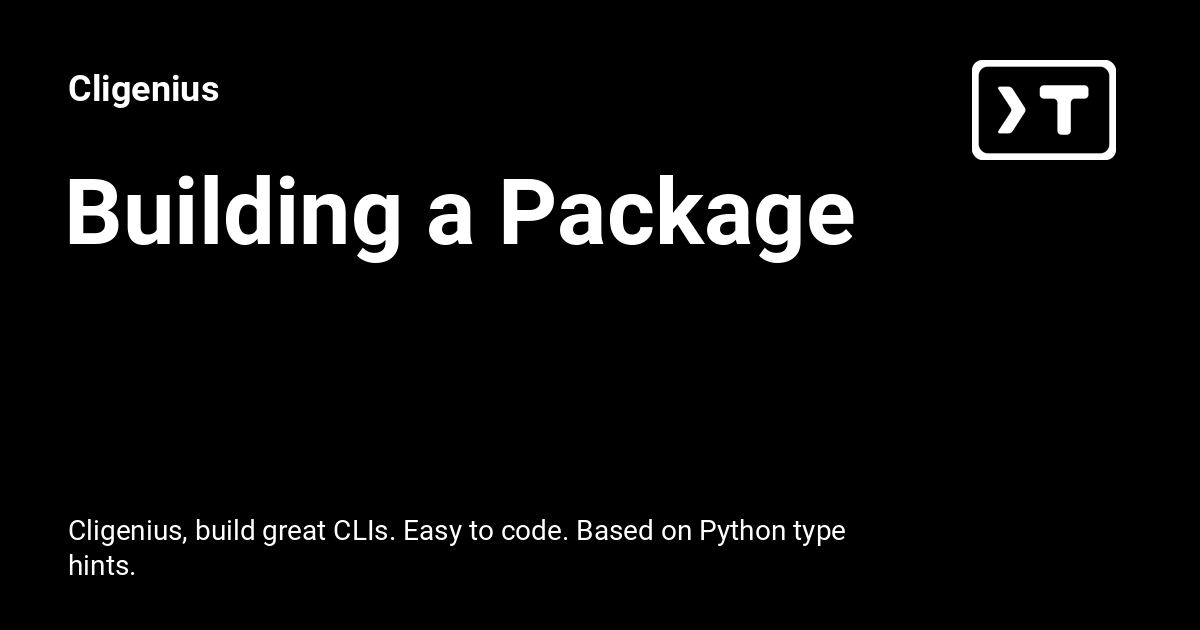 Cligenius
T
Building a Package
Cligenius, build great CLIs. Easy to code. Based on Python type
hints.